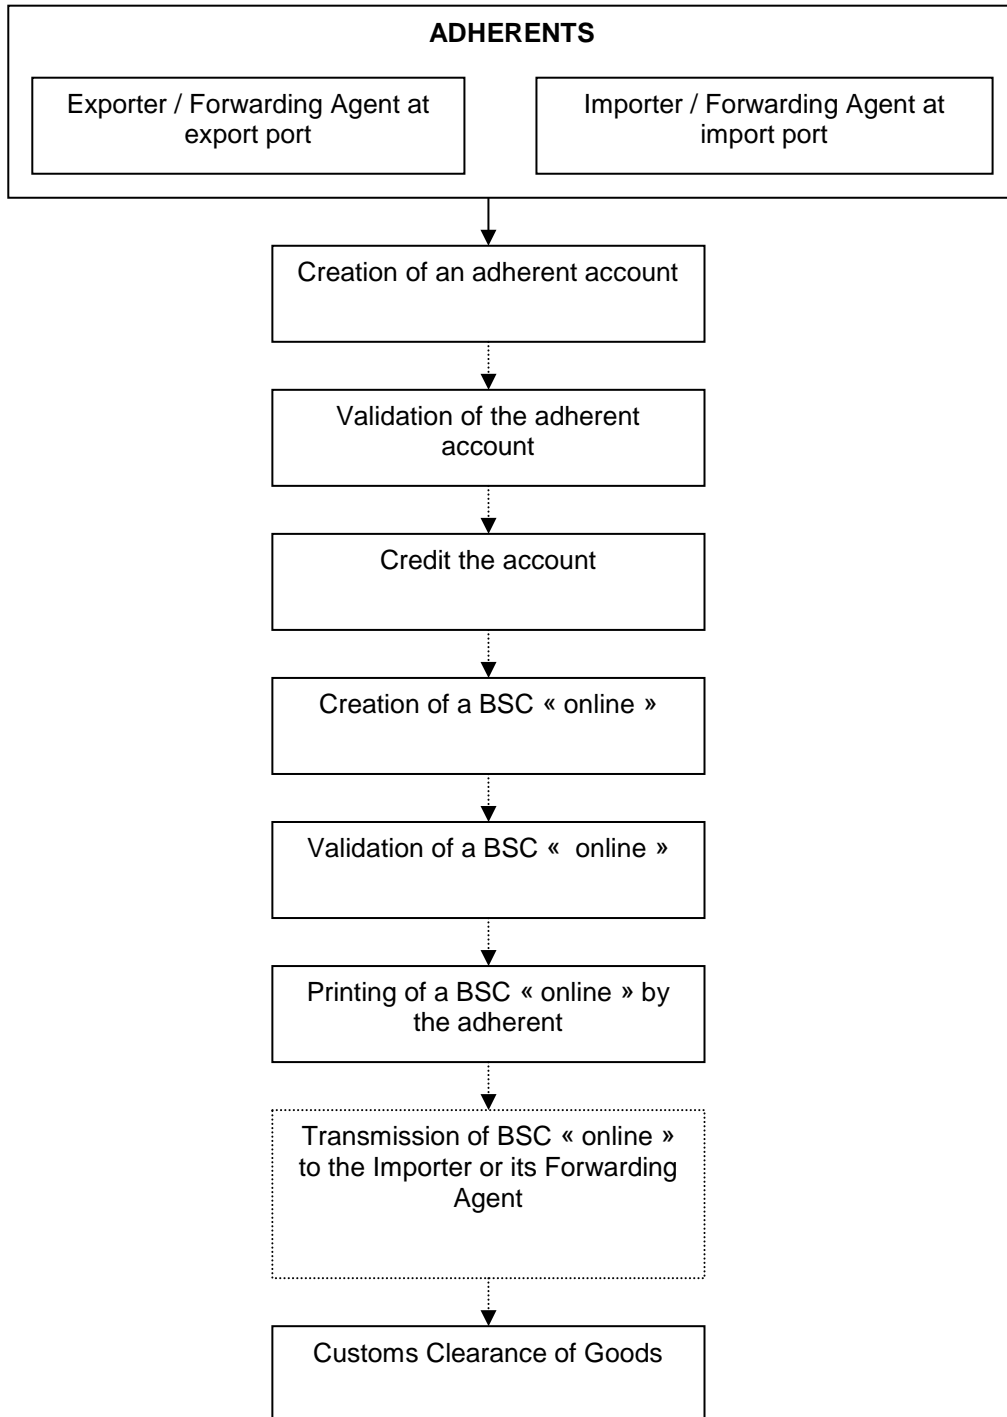 ADHERENTS
Exporter / Forwarding Agent at
export port
Importer / Forwarding Agent at
import port
Creation of an adherent account
Validation of the adherent
account
Credit the account
Creation of a BSC « online »
Validation of a BSC «  online »
Printing of a BSC « online » by
the adherent
Transmission of BSC « online »
to the Importer or its Forwarding
Agent
Customs Clearance of Goods